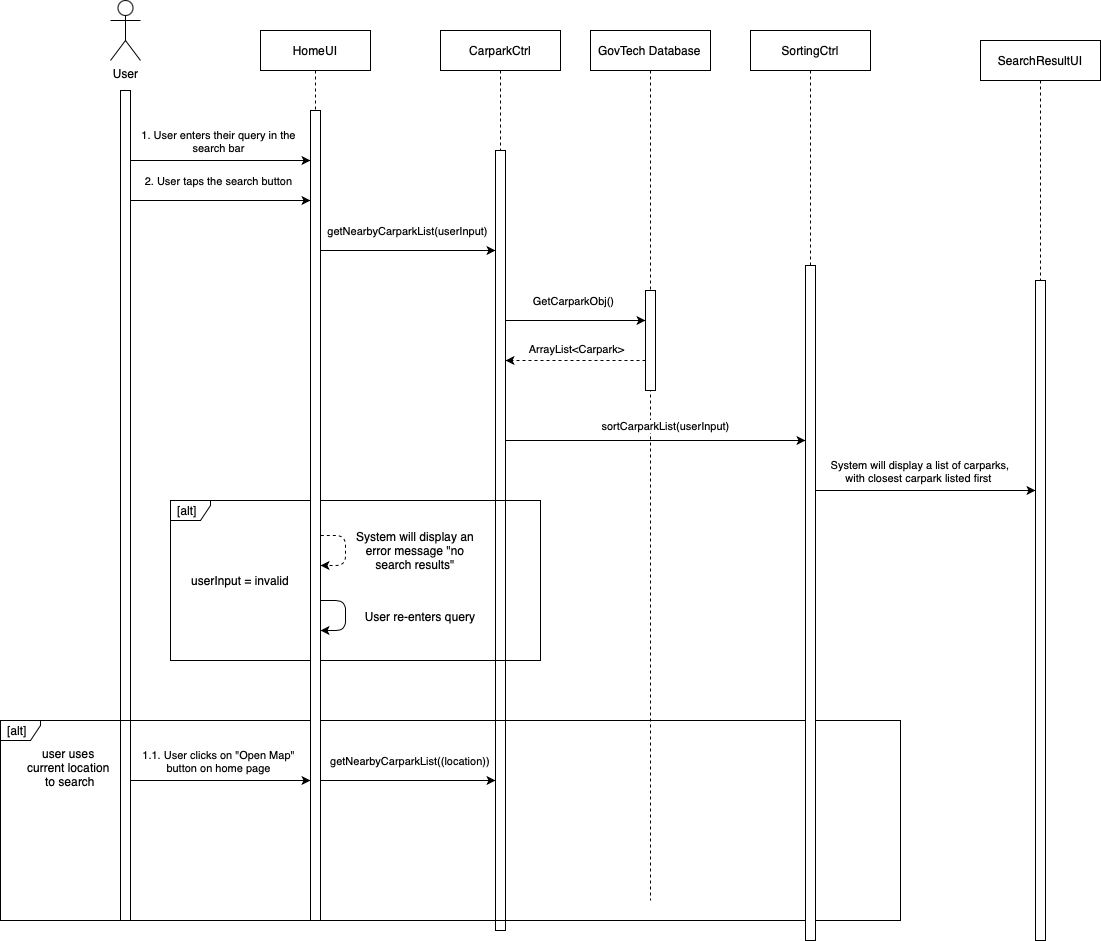 User
HomeUI
CarparkCtrl
GovTech Database
SortingCtrl
SearchResultUI
1. User enters their query in the
search bar
2. User taps the search button
getNearbyCarparkList(userInput)
GetCarparkObj()
ArrayList<Carpark>
sortCarparkList(userInput)
System will display a list of carparks,
with closest carpark listed first
[alt]
System will display an
error message "no
search results"
userInput = invalid
User re-enters query
[alt]
user uses
current location
to search
1.1. User clicks on "Open Map"
button on home page
getNearbyCarparkList((location))